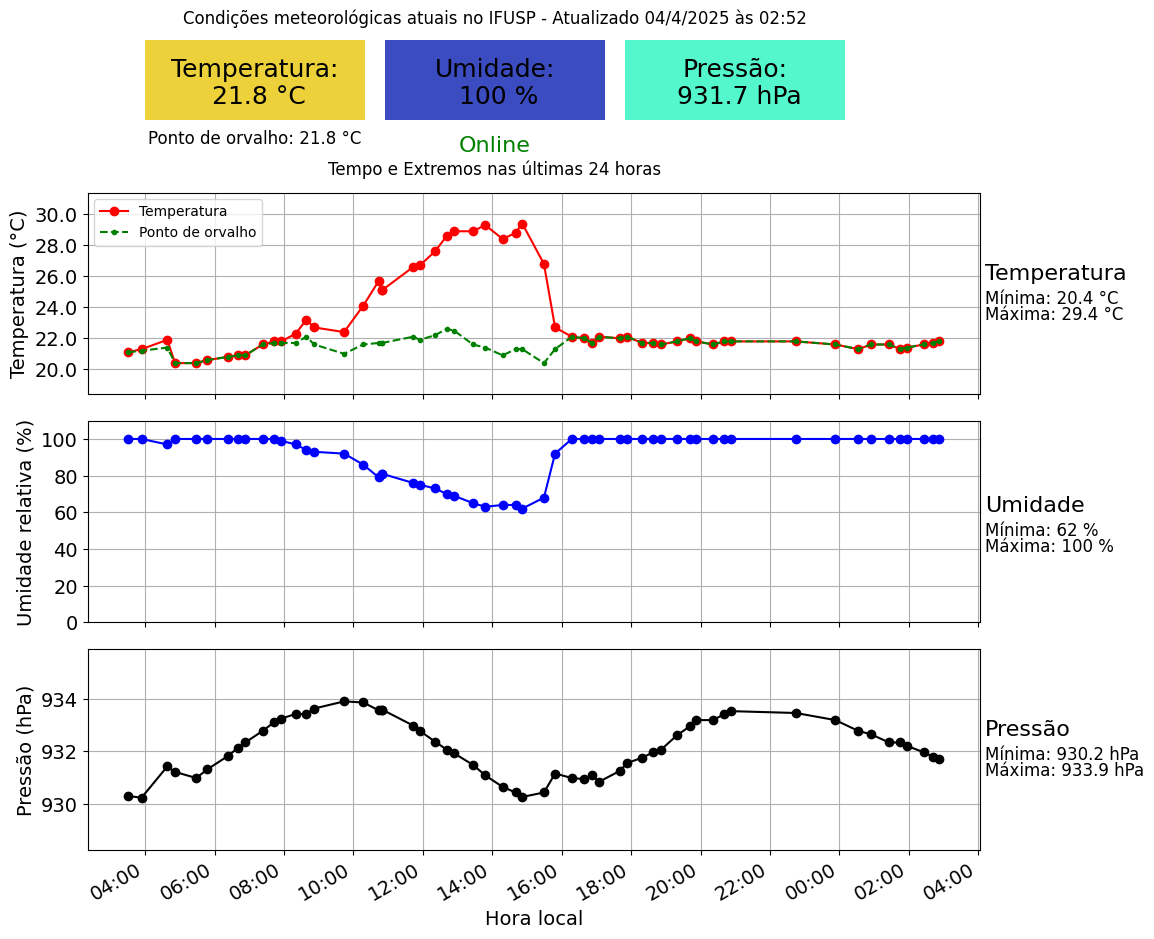 Condições meteorológicas atuais no IFUSP - Atualizado 04/4/2025 às 02:52
Temperatura:
21.8 °C
Umidade:
100 %
Pressão:
931.7 hPa
Ponto de orvalho: 21.8 °C
Online
Tempo e Extremos nas últimas 24 horas
Temperatura (°C)
30.0
28.0
26.0
24.0
22.0
20.0
Temperatura
Ponto de orvalho
Temperatura
Mínima: 20.4 °C
Máxima: 29.4 °C
Umidade relativa (%)
100
80
60
40
20
0
Umidade
Mínima: 62 %
Máxima: 100 %
Pressão (hPa)
934
932
930
Pressão
Mínima: 930.2 hPa
Máxima: 933.9 hPa
04:00 06:00 08:00 10:00 12:00 14:00 16:00 18:00 20:00 22:00 00:00 02:00 04:00
Hora local